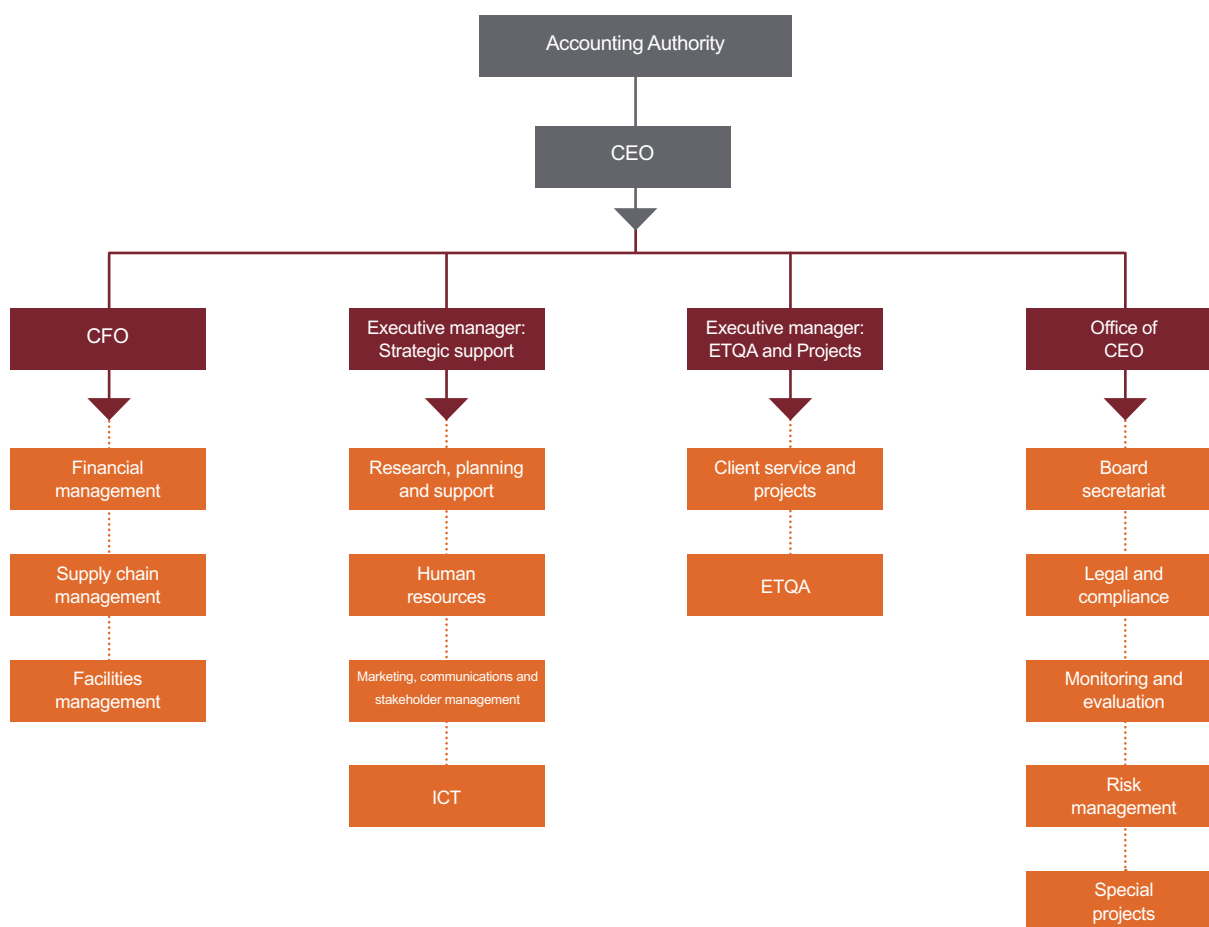 Accounting Authority
CEO
CFO
Executive manager:
Strategic support
Executive manager:
ETQA and Projects
Office of
CEO
Financial
management
Research, planning
and support
Client service and
projects
Board
secretariat
Supply chain
management
Human
resources
ETQA
Legal and
compliance
Facilities
management
Marketing, communications and
stakeholder management
Monitoring and
evaluation
ICT
Risk
management
Special
projects